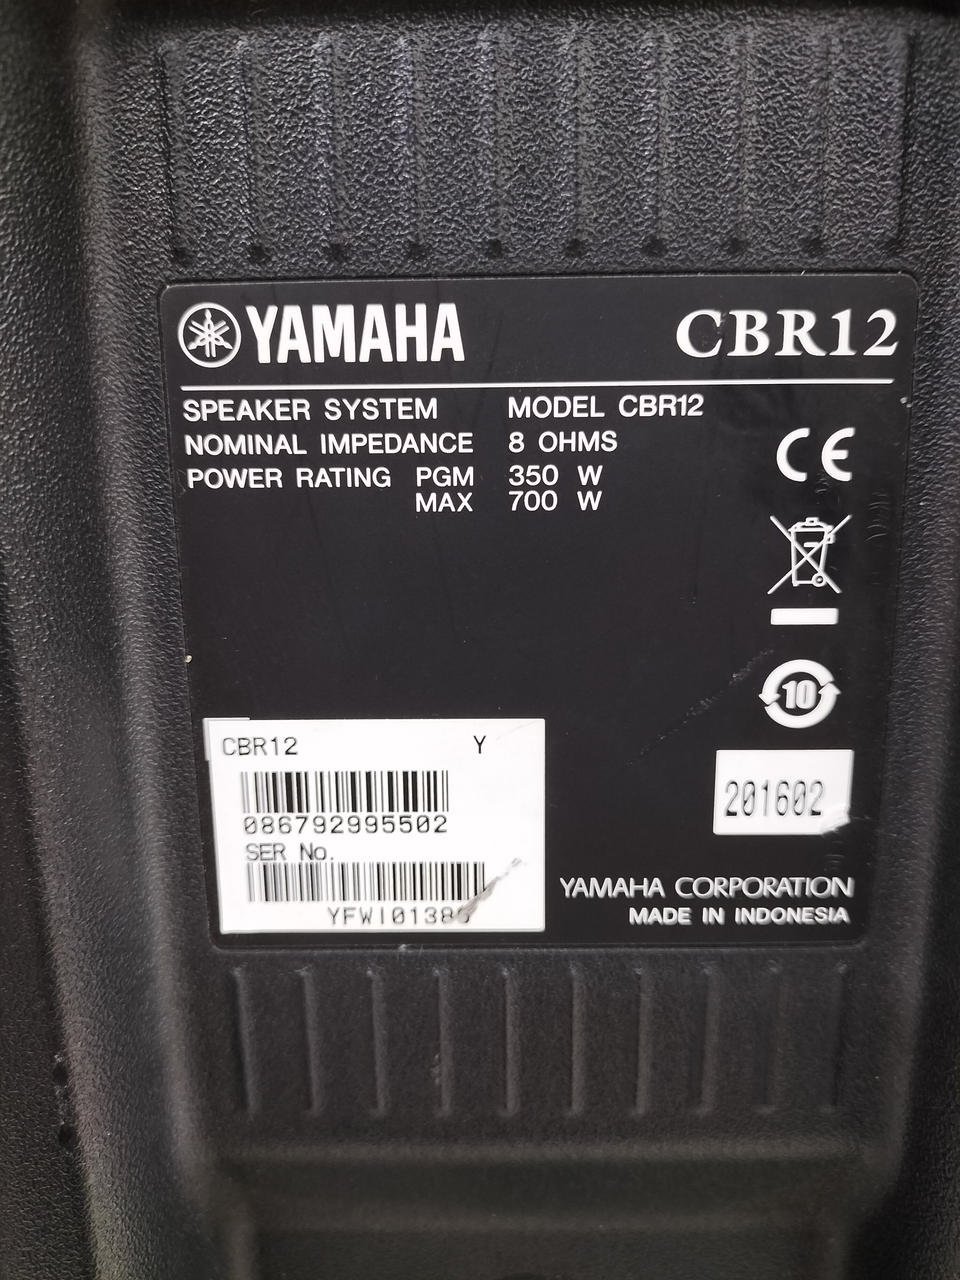 YAMAHA CBR12
SPEAKER SYSTEM MODEL CBR12
NOMINAL IMPEDANCE 8 OHMS
POWER RATING PGM 350 W
MAX 700 W
CE
10
CBR12 Y
086792995502
SER No.
201602
YAMAHA CORPORATION
MADE IN INDONESIA